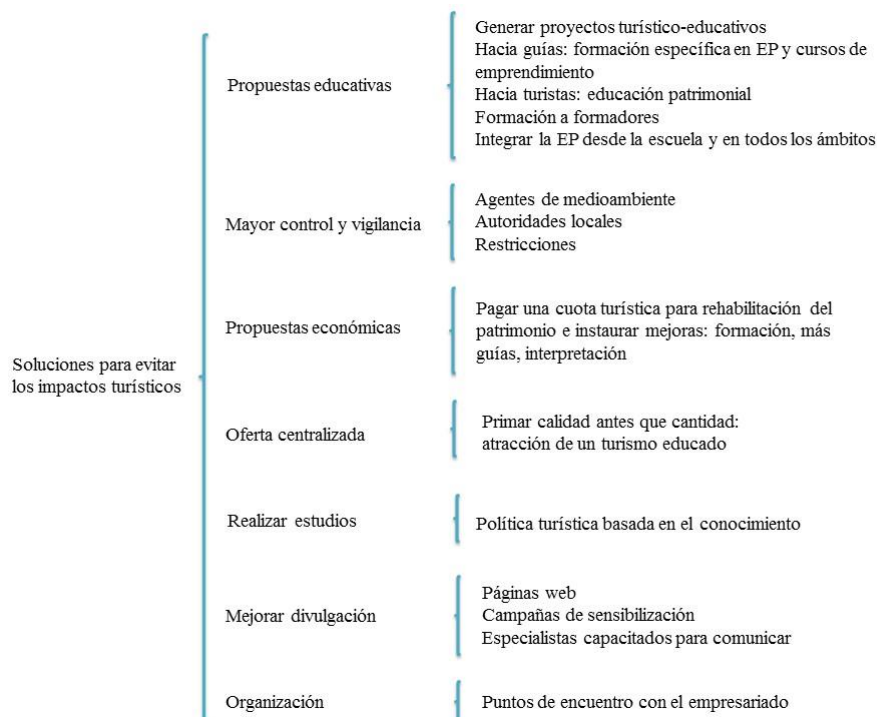 Soluciones para evitar
los impactos turísticos
Propuestas educativas
Generar proyectos turístico-educativos
Hacia guías: formación específica en EP y cursos de
emprendimiento
Hacia turistas: educación patrimonial
Formación a formadores
Integrar la EP desde la escuela y en todos los ámbitos
Mayor control y vigilancia
Agentes de medioambiente
Autoridades locales
Restricciones
Propuestas económicas
Pagar una cuota turística para rehabilitación del
patrimonio e instaurar mejoras: formación, más
guías, interpretación
Oferta centralizada
Primar calidad antes que cantidad:
atracción de un turismo educado
Realizar estudios
Política turística basada en el conocimiento
Mejorar divulgación
Páginas web
Campañas de sensibilización
Especialistas capacitados para comunicar
Organización
Puntos de encuentro con el empresariado